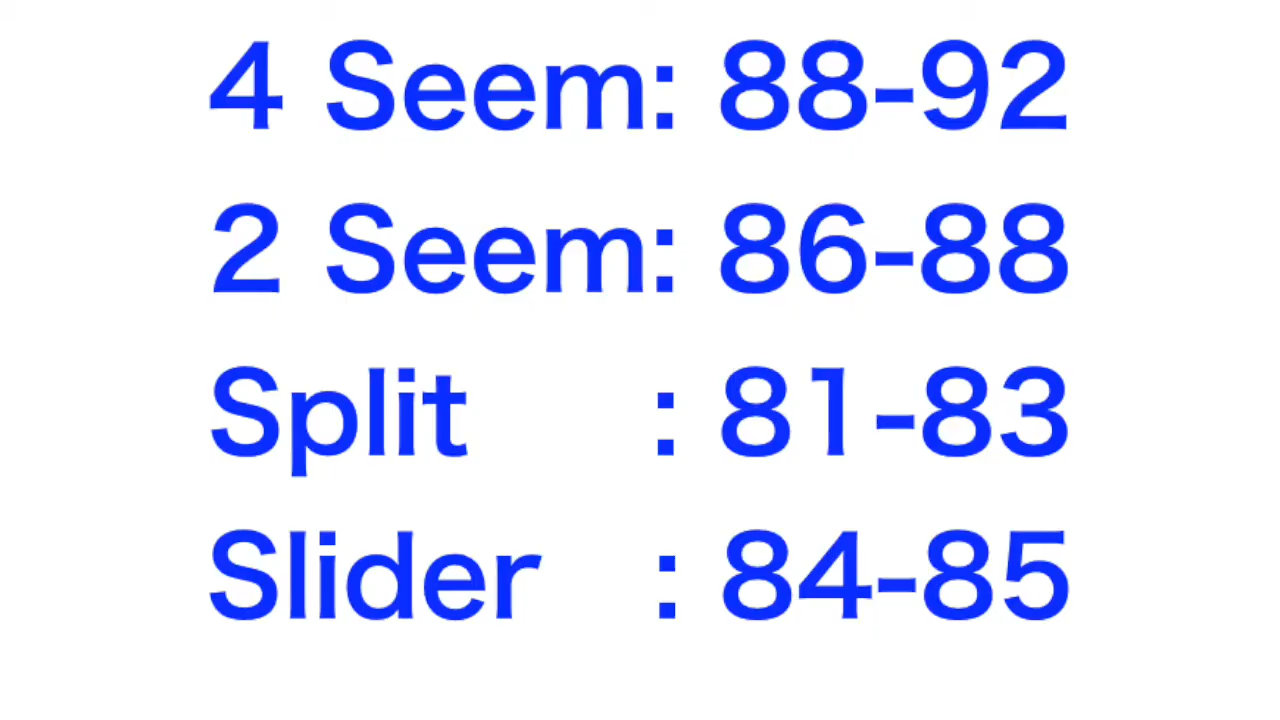 4 Seem: 88-92
2 Seem: 86-88
Split : 81-83
Slider : 84-85